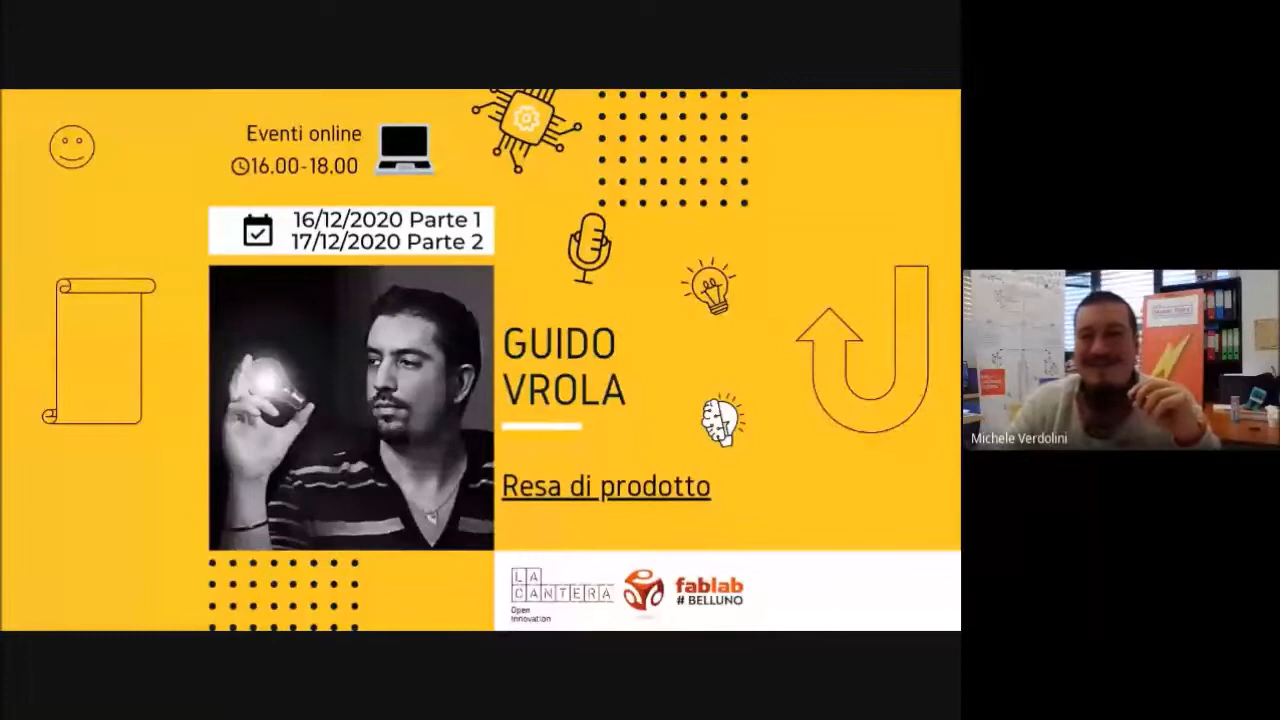 Eventi online
16.00-18.00
16/12/2020 Parte 1
17/12/2020 Parte 2
GUIDO
VROLA
Resa di prodotto
LA
CANTERA
Open
Innovation
fablab
# BELLUNO
Michele Verdolini